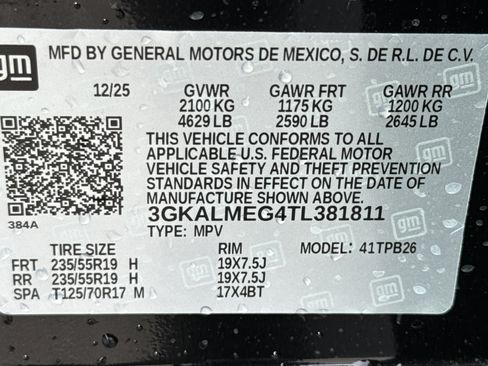 gm
MFD BY GENERAL MOTORS DE MEXICO, S. DE R.L. DE C.V.
12/25 GVWR GAWR FRT GAWR RR
2100 KG 1175 KG 1200 KG
4629 LB 2590 LB 2645 LB
THIS VEHICLE CONFORMS TO ALL
APPLICABLE U.S. FEDERAL MOTOR
VEHICLE SAFETY AND THEFT PREVENTION
STANDARDS IN EFFECT ON THE DATE OF
MANUFACTURE SHOWN ABOVE.
384A 3GKALMEG4TL381811
TYPE: MPV
TIRE SIZE RIM MODEL: 41TPB26
FRT 235/55R19 H 19X7.5J
RR 235/55R19 H 19X7.5J
SPA T125/70R17 M 17X4BT
gm